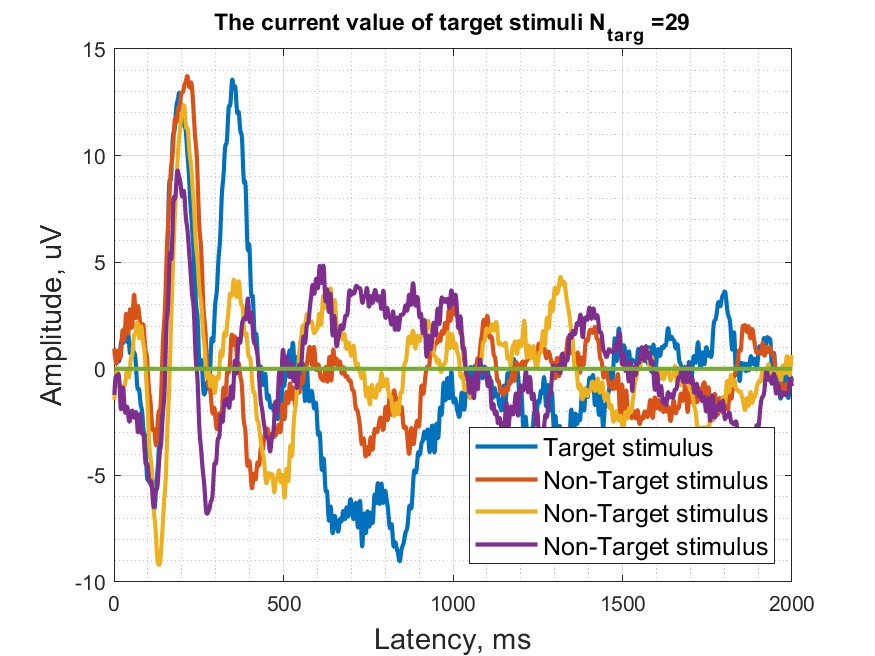 The current value of target stimuli N_targ =29
15
10
5
0
-5
-10
Amplitude, uV
Target stimulus
Non-Target stimulus
Non-Target stimulus
Non-Target stimulus
0 500 1000 1500 2000
Latency, ms